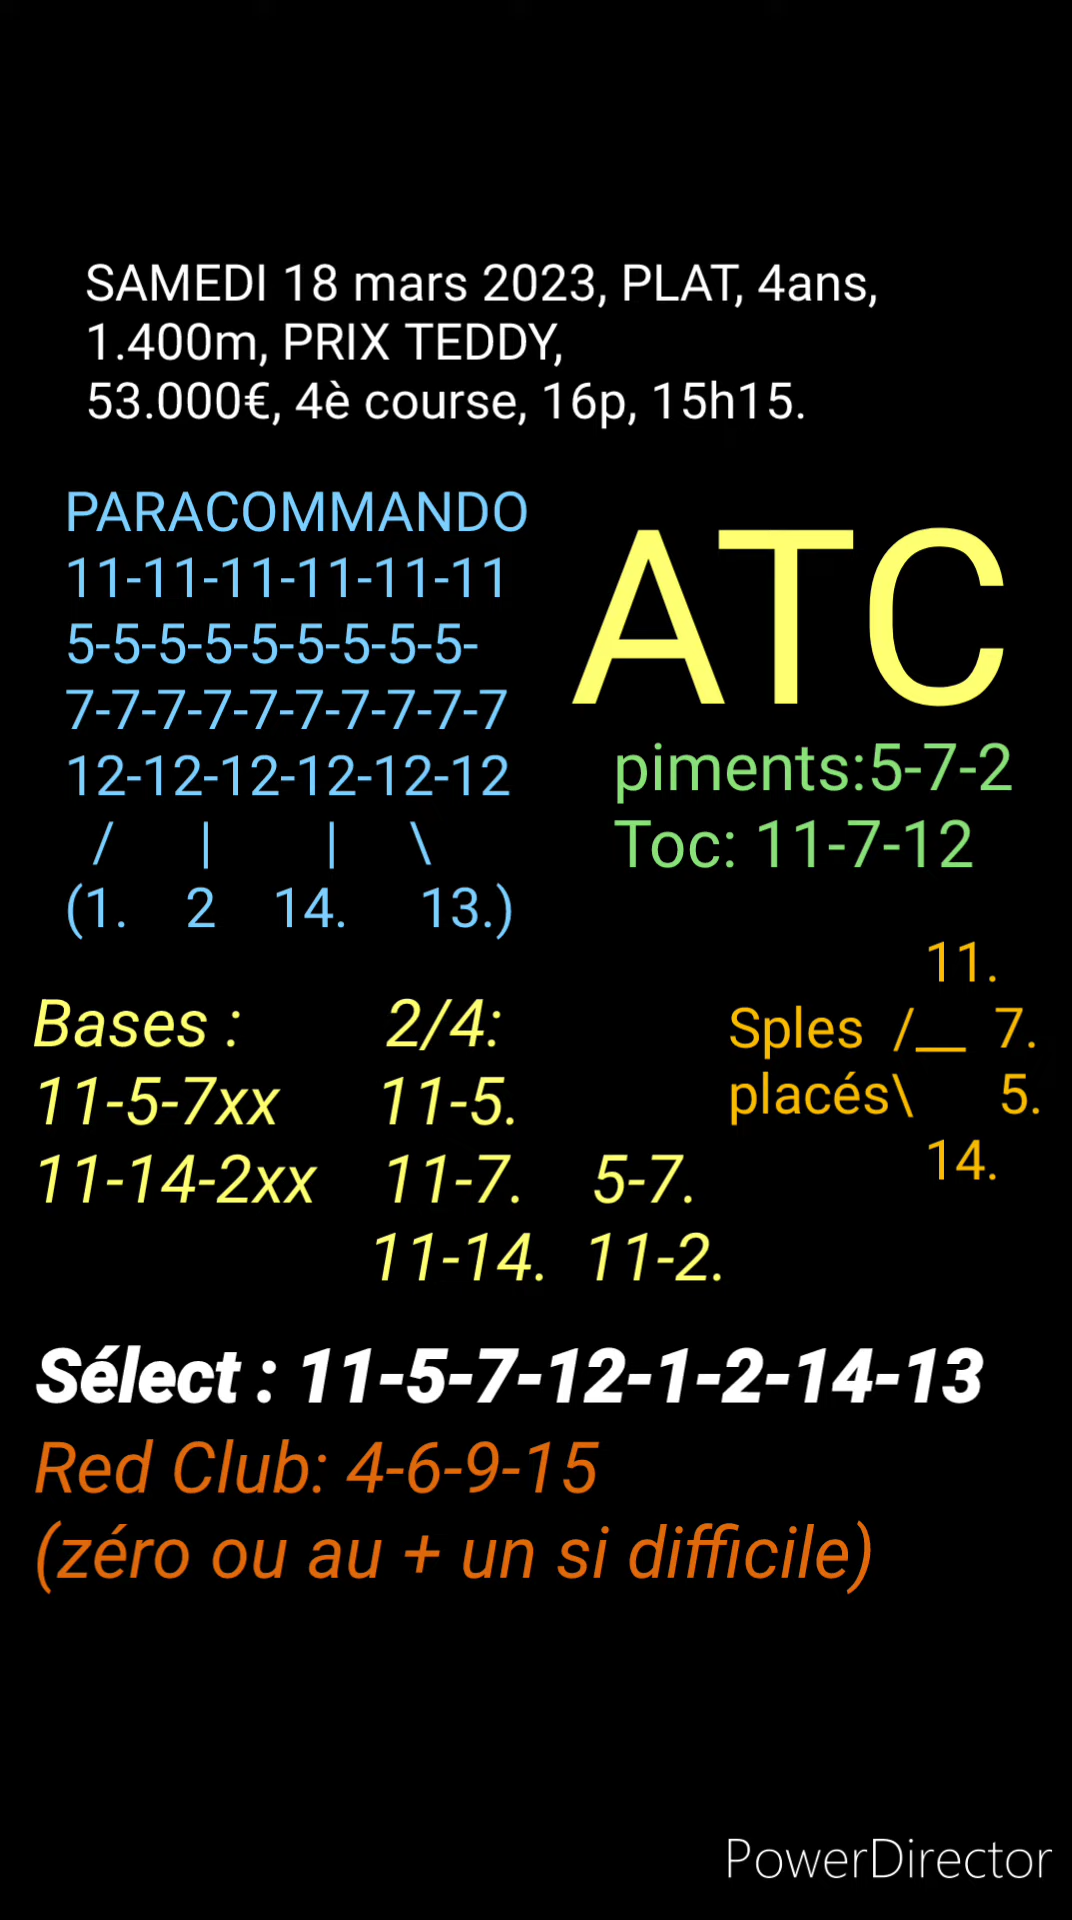 SAMEDI 18 mars 2023, PLAT, 4ans,
1.400m, PRIX TEDDY,
53.000€, 4è course, 16p, 15h15.
PARACOMMANDO
11-11-11-11-11-11
5-5-5-5-5-5-5-5-5-
7-7-7-7-7-7-7-7-7-7
12-12-12-12-12-12
/ | | \
(1. 2 14. 13.)
ATC
piments:5-7-2
Toc: 11-7-12
11.
Sples /__ 7.
placés\ 5.
14.
Bases : 2/4:
11-5-7xx 11-5.
11-14-2xx 11-7. 5-7.
11-14. 11-2.
Sélect : 11-5-7-12-1-2-14-13
Red Club: 4-6-9-15
(zéro ou au + un si difficile)
PowerDirector